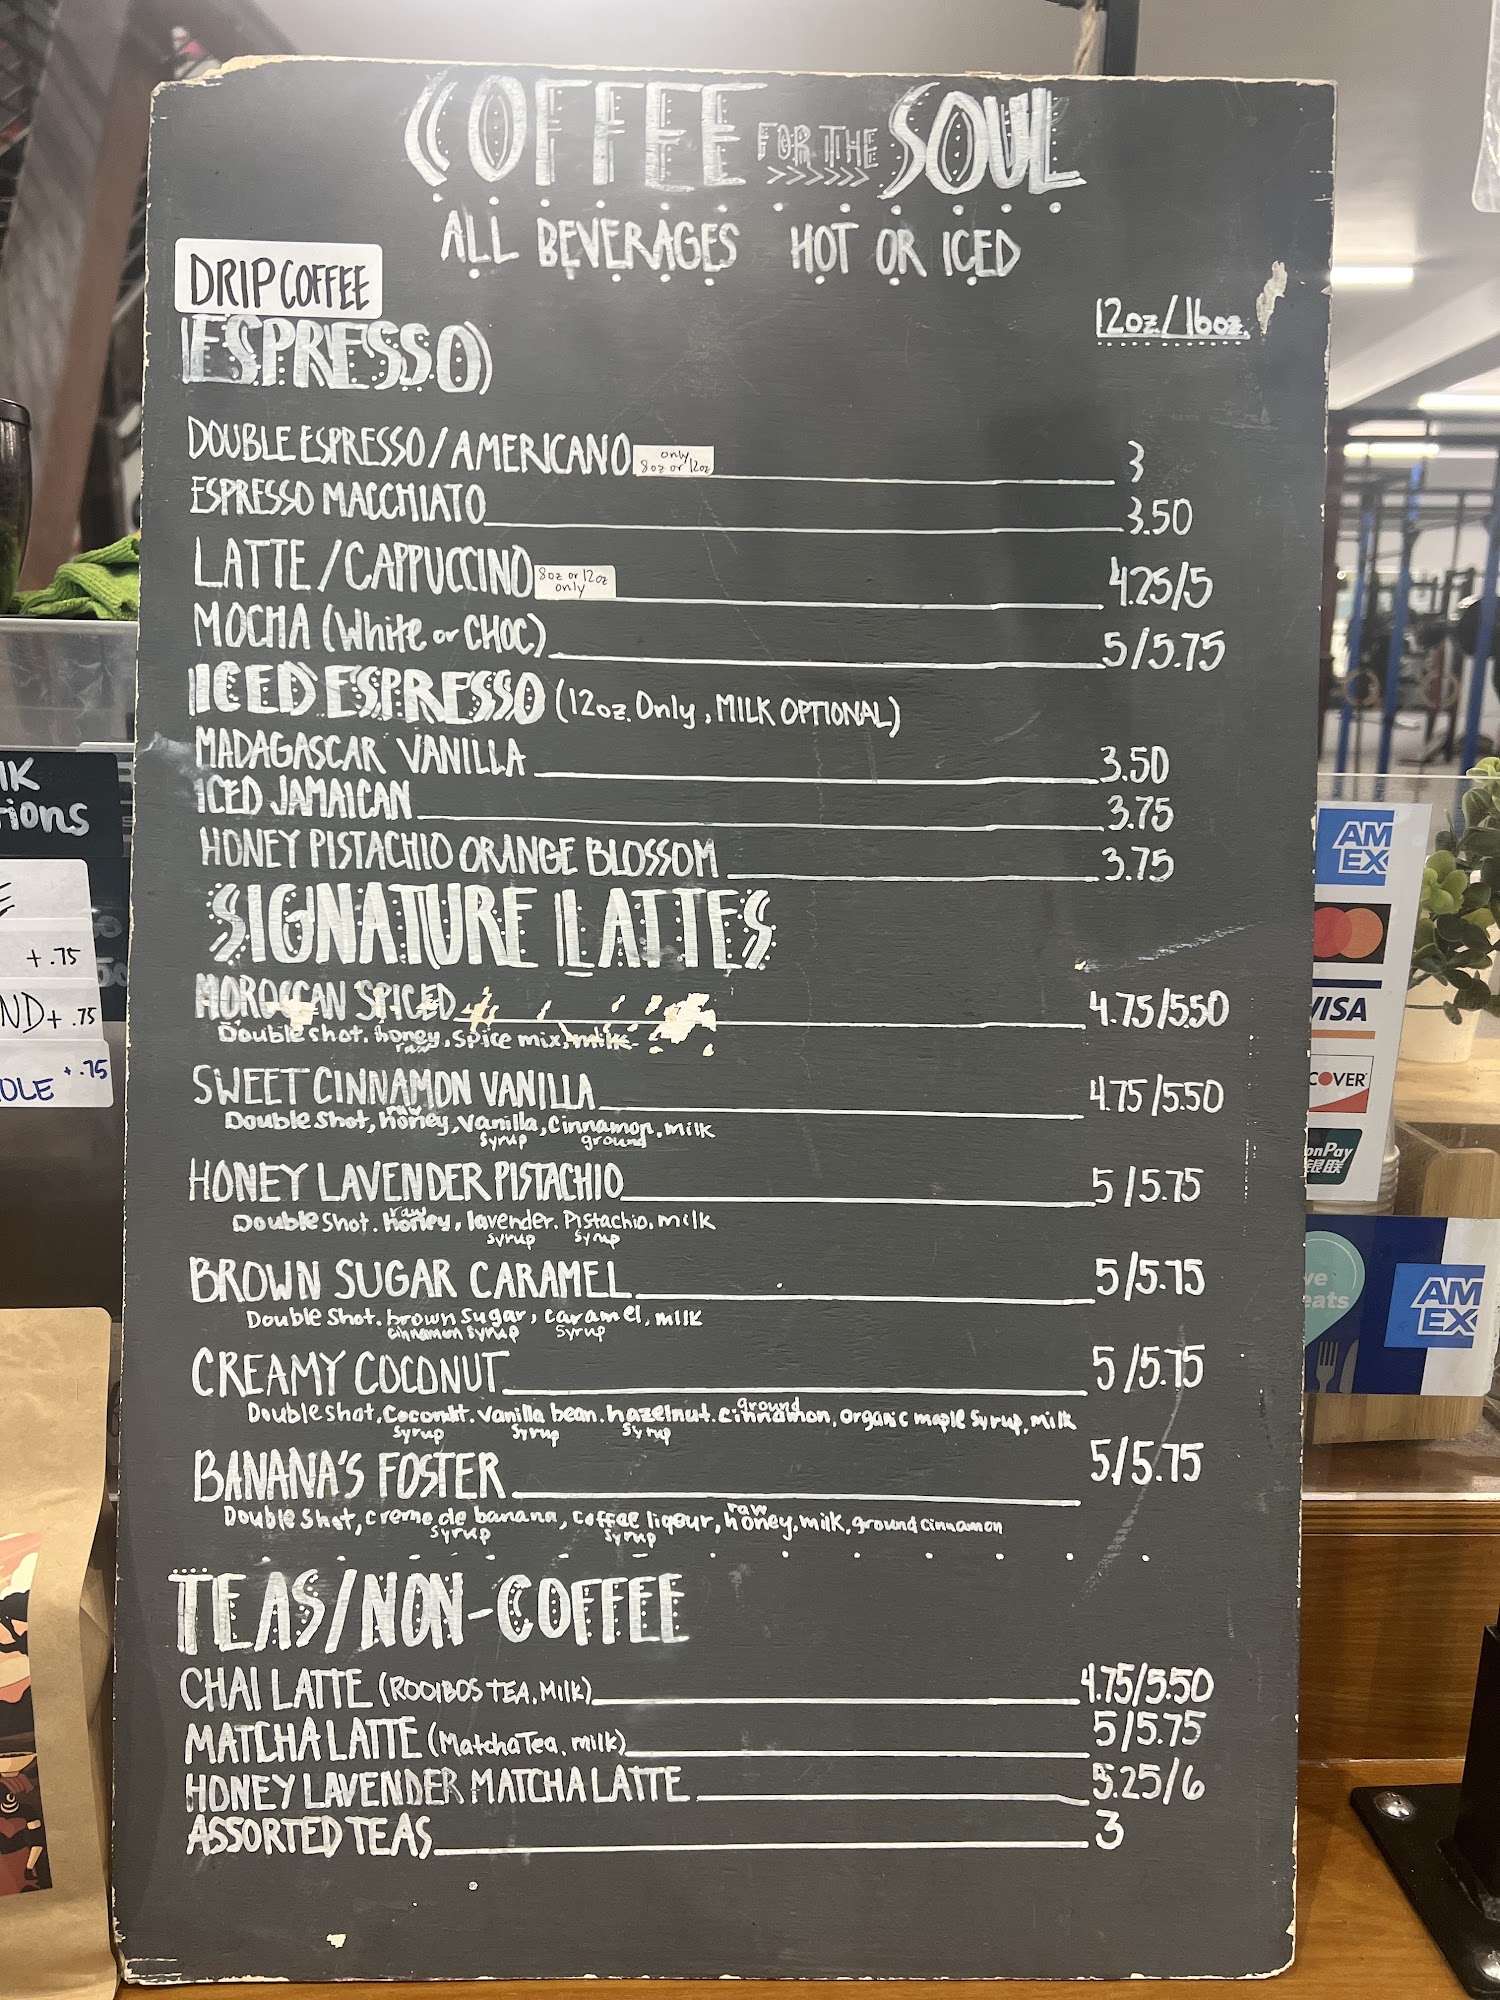 COFFEE FOR THE SOUL
>>>>>>
ALL BEVERAGES HOT OR ICED
DRIP COFFEE
12oz./16oz.
ESPRESSO
DOUBLE ESPRESSO/AMERICANO only 8oz or 12oz 3
ESPRESSO MACCHIATO 3.50
LATTE/CAPPUCCINO 8oz or 12oz only 4.25/5
MOCHA (White or CHOC) 5/5.75
ICED ESPRESSO (12oz. Only, MILK OPTIONAL)
MADAGASCAR VANILLA 3.50
ICED JAMAICAN 3.75
HONEY PISTACHIO ORANGE BLOSSOM 3.75
SIGNATURE LATTES
MOROCCAN SPICED 4.75/5.50
Double shot. honey, spice mix, milk
raw
SWEET CINNAMON VANILLA 4.75/5.50
raw
Double shot, honey, vanilla, cinnamon, milk
syrup ground
HONEY LAVENDER PISTACHIO 5/5.75
raw
Double shot. honey, lavender. Pistachio, milk
syrup syrup
BROWN SUGAR CARAMEL 5/5.75
Double shot. brown sugar, caramel, milk
cinnamon syrup syrup
CREAMY COCONUT 5/5.75
ground
Double shot, Coconut. vanilla bean. hazelnut. cinnamon, organic maple syrup, milk
syrup syrup syrup
BANANA'S FOSTER 5/5.75
raw
Double shot, creme de banana, coffee liqeur, honey, milk, ground cinnamon
syrup syrup
TEAS/NON-COFFEE
CHAI LATTE (ROOIBOS TEA, Milk) 4.75/5.50
MATCHA LATTE (Matcha Tea, milk) 5/5.75
HONEY LAVENDER MATCHA LATTE 5.25/6
ASSORTED TEAS 3
+ .75
+ .75
+ .75
AM
EX
VISA
AM
EX